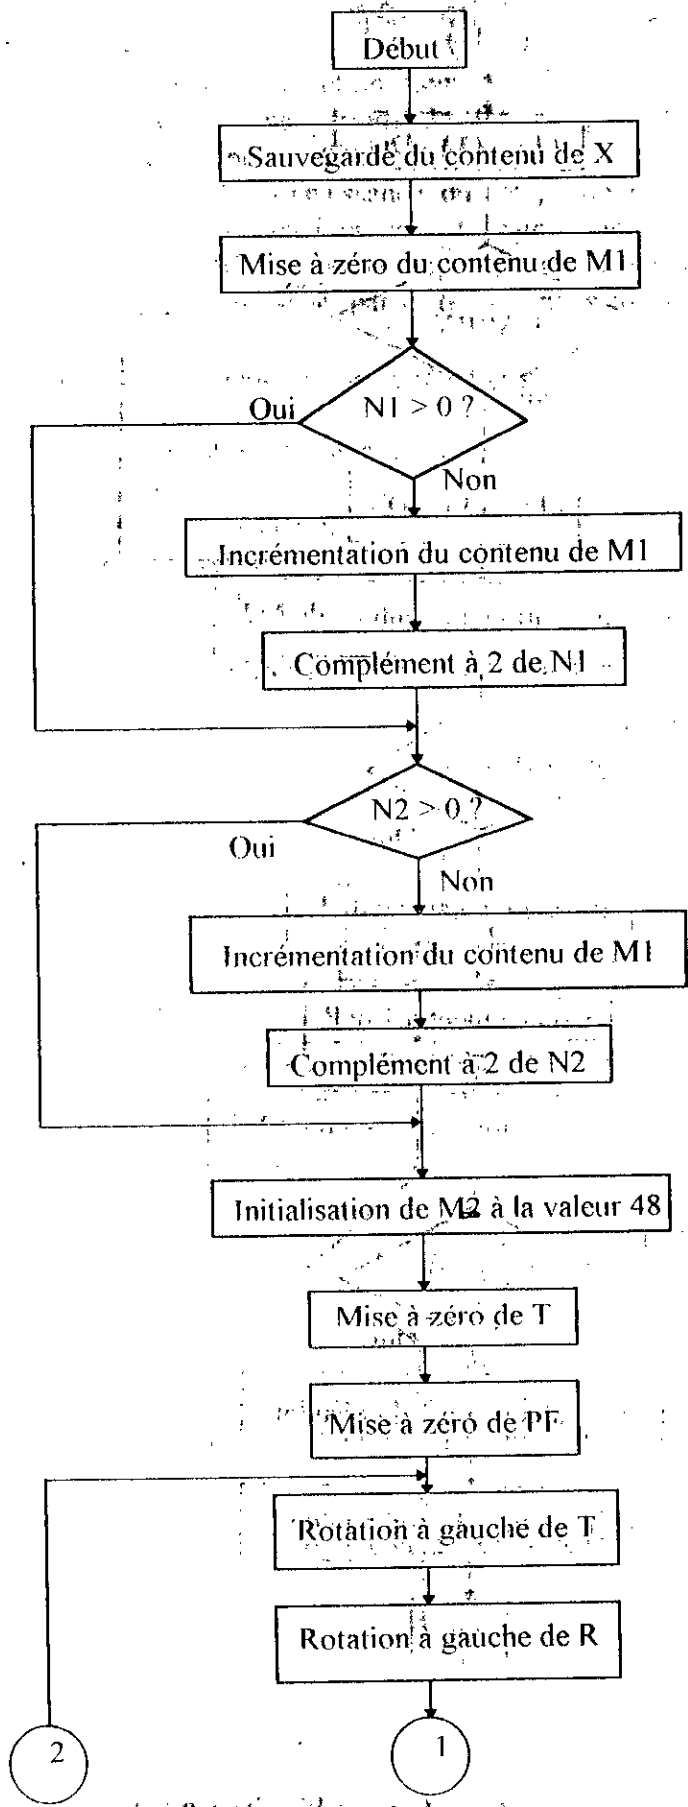 Début
Sauvegarde du contenu de X
Mise à zéro du contenu de M1
N1 > 0 ?
Oui
Non
Incrémentation du contenu de M1
Complément à 2 de N1
N2 > 0 ?
Oui
Non
Incrémentation du contenu de M1
Complément à 2 de N2
Initialisation de M2 à la valeur 48
Mise à zéro de T
Mise à zéro de PF
Rotation à gauche de T
Rotation à gauche de R
2
1